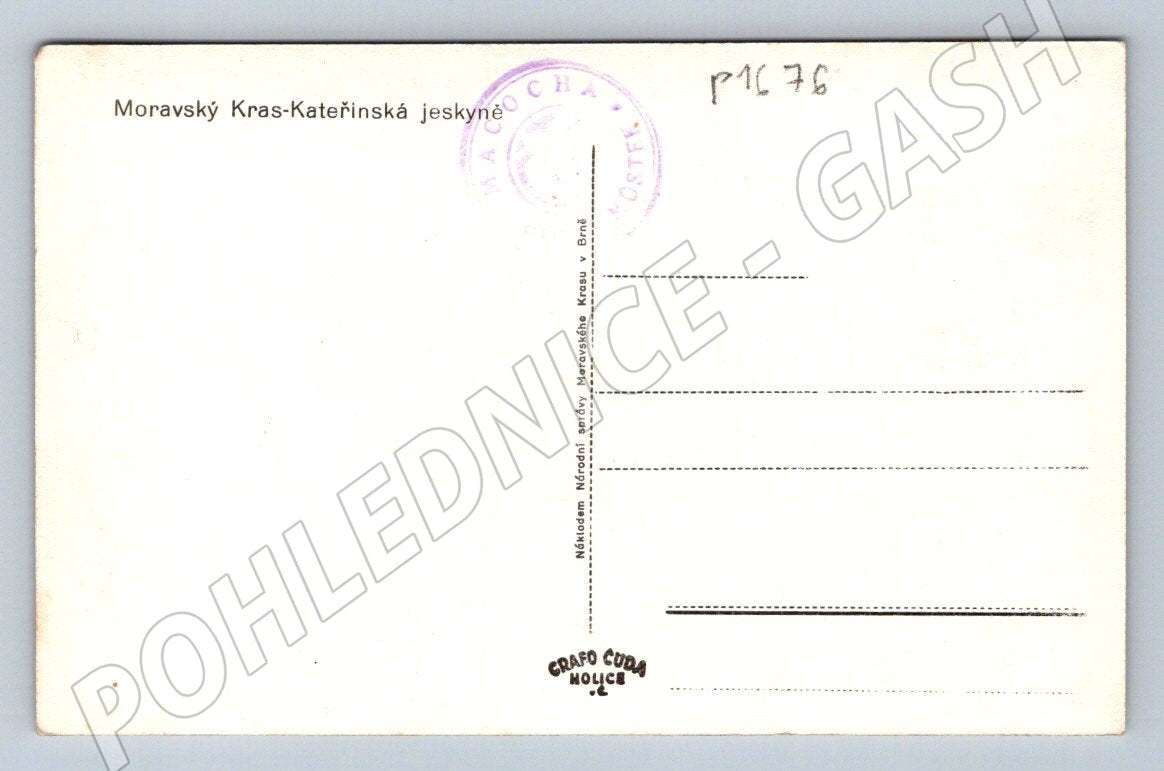 Moravský Kras-Kateřinská jeskyně
MACOCHA
P1676
Nákladem Národní správy Moravského Krasu v Brně
GRAFO ČUDA
HOLICE
POHLEDNICE - GASH